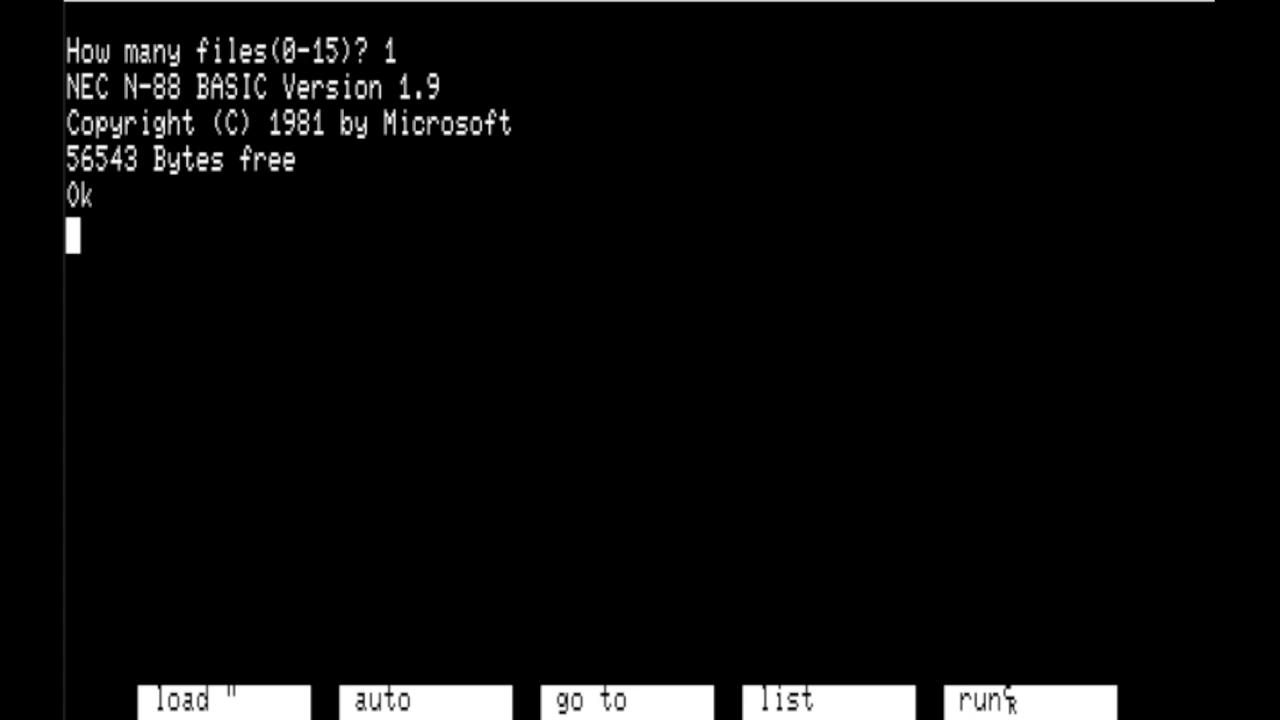 How many files(0-15)? 1
NEC N-88 BASIC Version 1.9
Copyright (C) 1981 by Microsoft
56543 Bytes free
Ok
load " auto go to list run␍